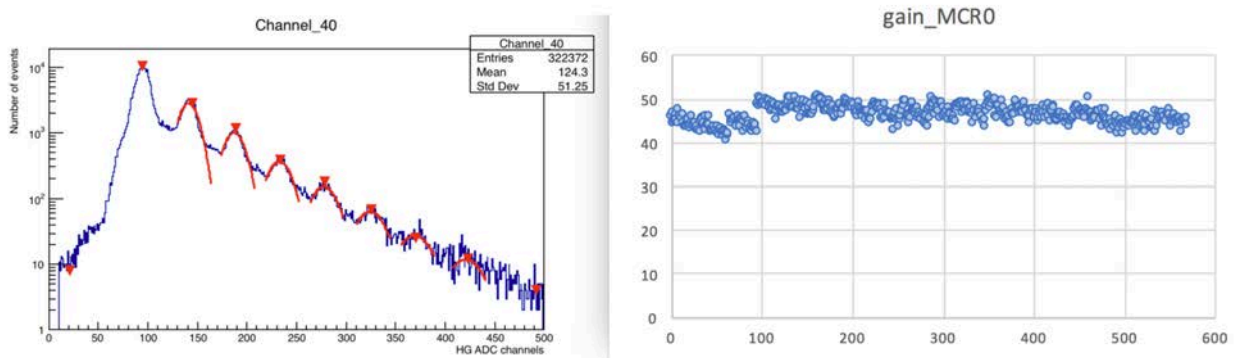 Channel_40
Channel_40
Entries 322372
Mean 124.3
Std Dev 51.25
Number of events
10⁴
10³
10²
10
1
0 50 100 150 200 250 300 350 400 450 500
HG ADC channels
gain_MCR0
60
50
40
30
20
10
0
0 100 200 300 400 500 600